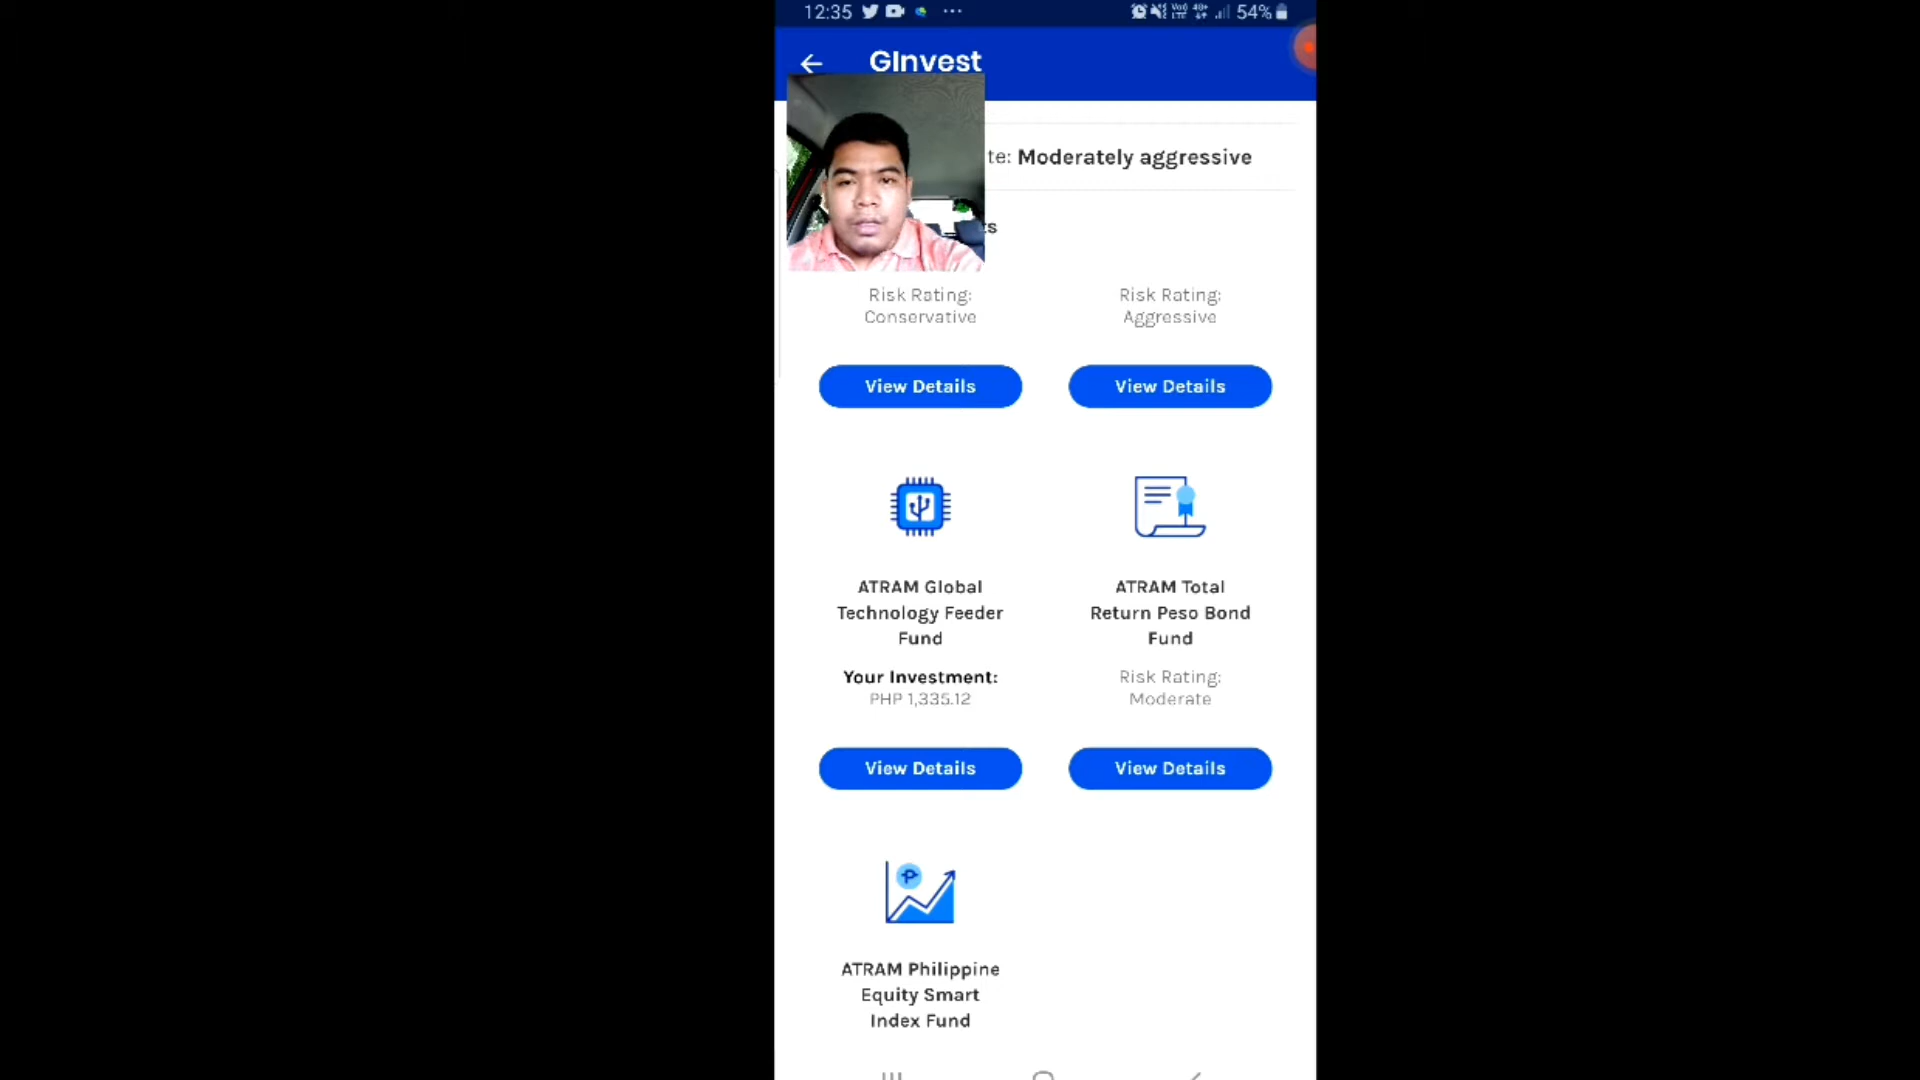 12:35
54%
GInvest
te: Moderately aggressive
ts
Risk Rating:
Conservative
Risk Rating:
Aggressive
View Details
View Details
ATRAM Global
Technology Feeder
Fund
ATRAM Total
Return Peso Bond
Fund
Your Investment:
PHP 1,335.12
Risk Rating:
Moderate
View Details
View Details
ATRAM Philippine
Equity Smart
Index Fund